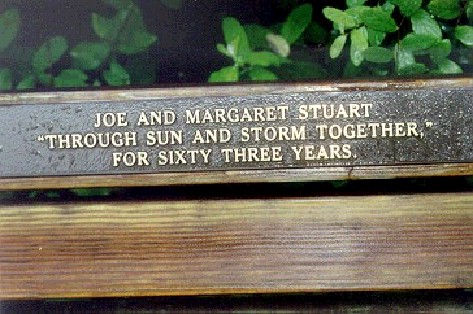 JOE AND MARGARET STUART
"THROUGH SUN AND STORM TOGETHER,"
FOR SIXTY THREE YEARS.